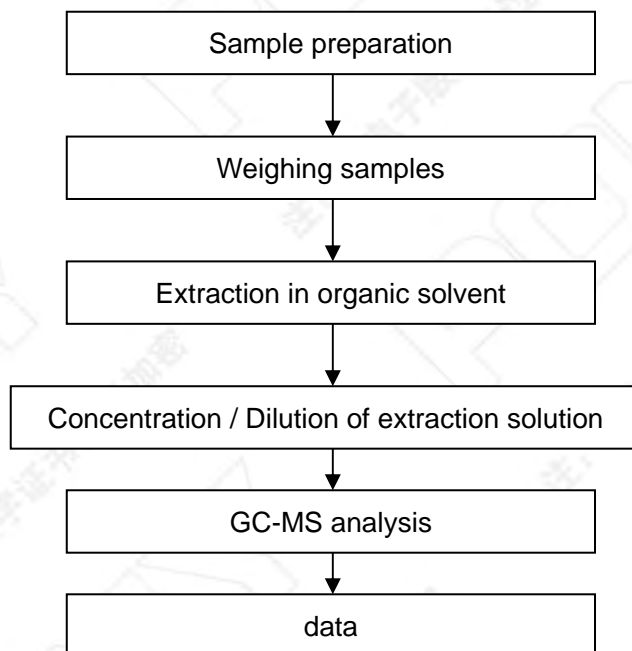 Sample preparation
Weighing samples
Extraction in organic solvent
Concentration / Dilution of extraction solution
GC-MS analysis
data